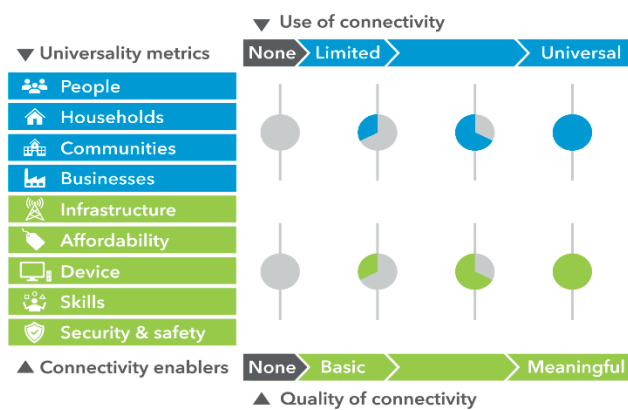 Use of connectivity
Universality metrics
None Limited Universal
People
Households
Communities
Businesses
Infrastructure
Affordability
Device
Skills
Security & safety
Connectivity enablers
None Basic Meaningful
Quality of connectivity